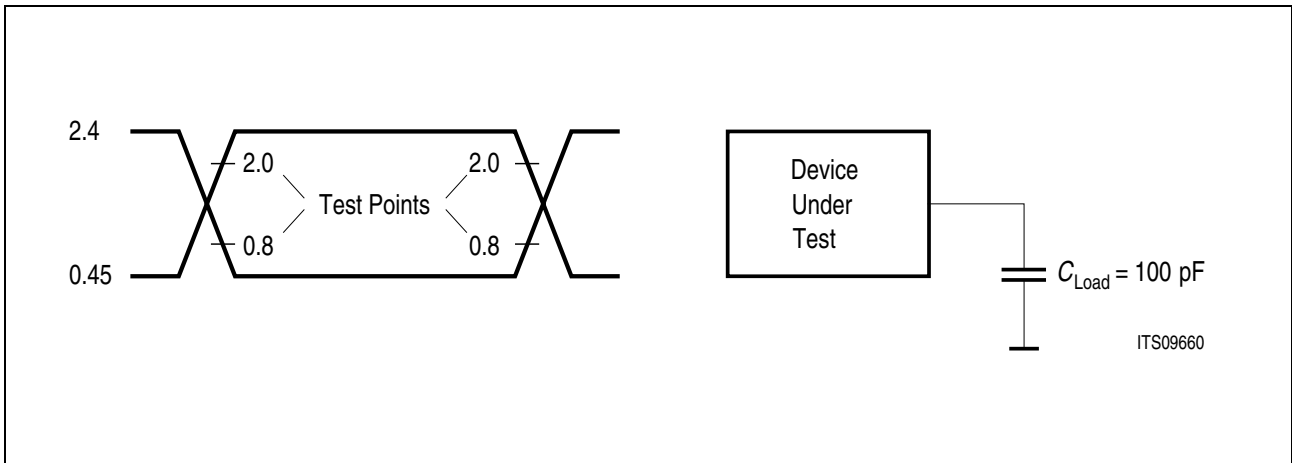 2.4
2.0
2.0
Test Points
0.8
0.8
0.45
Device
Under
Test
C Load = 100 pF
ITS09660